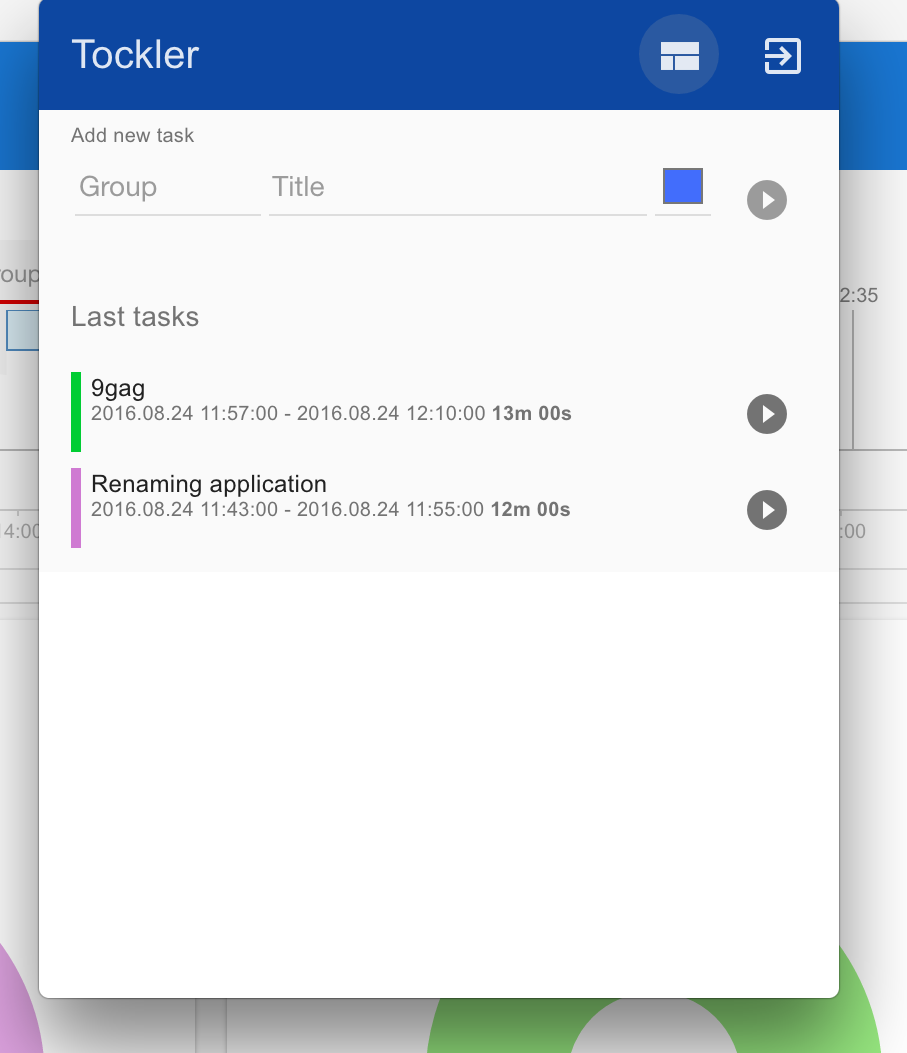 Tockler
Add new task
Group Title
oup
2:35
Last tasks
9gag
2016.08.24 11:57:00 - 2016.08.24 12:10:00 13m 00s
Renaming application
2016.08.24 11:43:00 - 2016.08.24 11:55:00 12m 00s
4:00
:00